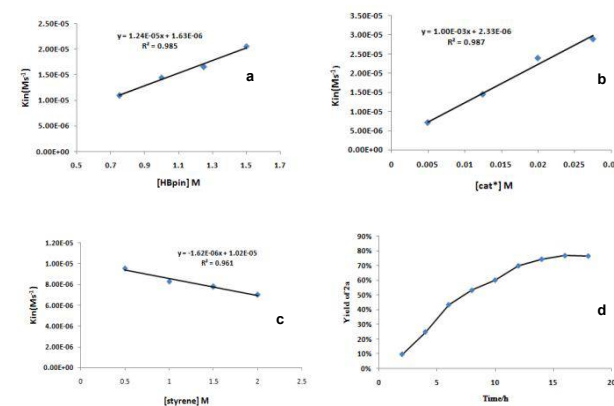 y = 1.24E-05x + 1.63E-06
R² = 0.985
a
Kin(Ms⁻¹)
2.50E-05
2.00E-05
1.50E-05
1.00E-05
5.00E-06
0.00E+00
0.5 0.7 0.9 1.1 1.3 1.5 1.7
[HBpin] M
y = 1.00E-03x + 2.33E-06
R² = 0.987
b
Kin(Ms⁻¹)
3.50E-05
3.00E-05
2.50E-05
2.00E-05
1.50E-05
1.00E-05
5.00E-06
0.00E+00
0 0.005 0.01 0.015 0.02 0.025 0.0
[cat*] M
y = -1.62E-06x + 1.02E-05
R² = 0.961
c
Kin(Ms⁻¹)
1.20E-05
1.00E-05
8.00E-06
6.00E-06
4.00E-06
2.00E-06
0.00E+00
0 0.5 1 1.5 2 2.5
[styrene] M
d
Yield of 2a
90%
80%
70%
60%
50%
40%
30%
20%
10%
0%
0 5 10 15 20
Time/h